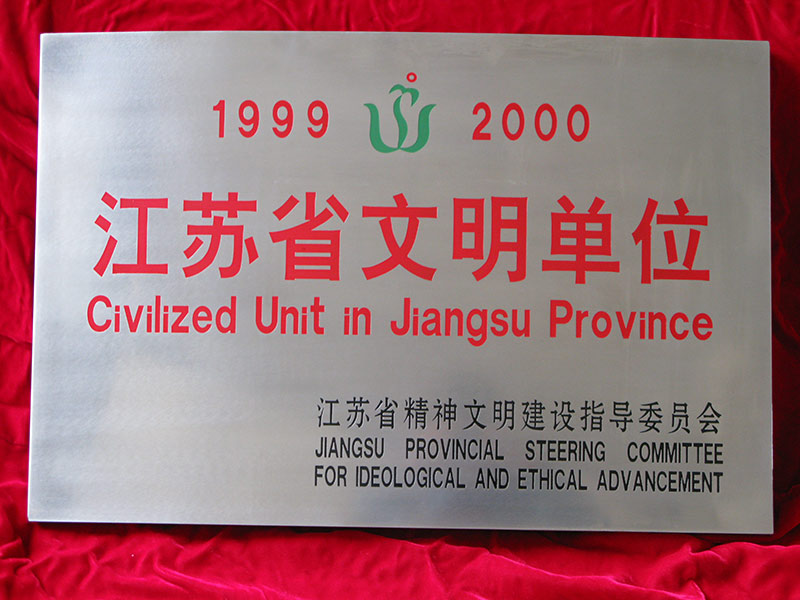 1999 2000
江苏省文明单位
Civilized Unit in Jiangsu Province
江苏省精神文明建设指导委员会
JIANGSU PROVINCIAL STEERING COMMITTEE
FOR IDEOLOGICAL AND ETHICAL ADVANCEMENT